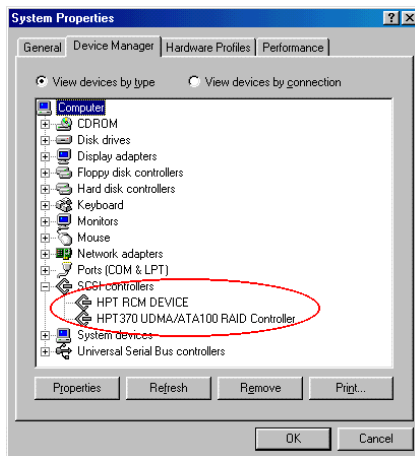 System Properties
General Device Manager Hardware Profiles Performance
View devices by type View devices by connection
Computer
CDROM
Disk drives
Display adapters
Floppy disk controllers
Hard disk controllers
Keyboard
Monitors
Mouse
Network adapters
Ports (COM & LPT)
SCSI controllers
HPT RCM DEVICE
HPT370 UDMA/ATA100 RAID Controller
System devices
Universal Serial Bus controllers
Properties Refresh Remove Print...
OK Cancel